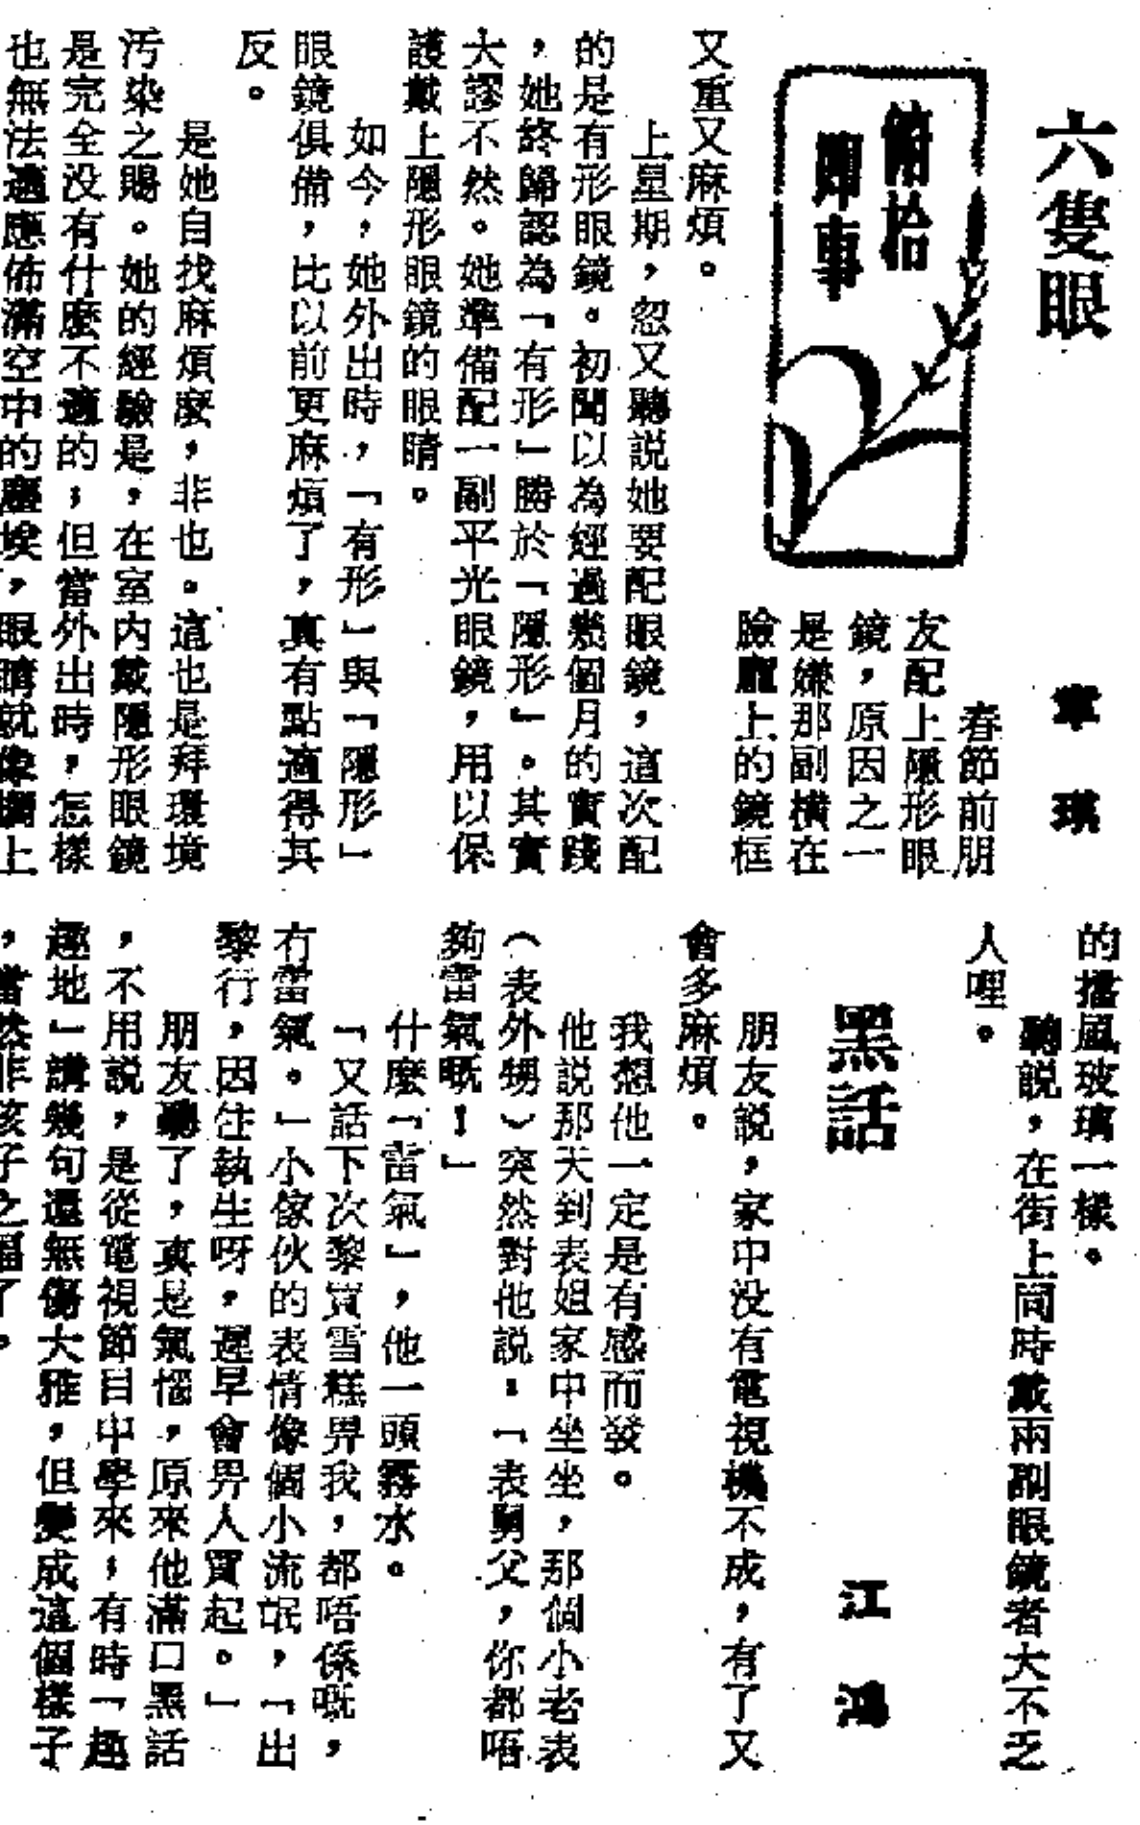 六隻眼
章琪
俯拾
即事
春節前朋
友配上隱形眼
鏡，原因之一
是嫌那副橫在
臉龐上的鏡框
又重又麻煩。
上星期，忽又聽説她要配眼鏡，這次配
的是有形眼鏡。初聞以為經過幾個月的實踐
，她終歸認為「有形」勝於「隱形」。其實
大謬不然。她準備配一副平光眼鏡，用以保
護戴上隱形眼鏡的眼睛。
如今，她外出時，「有形」與「隱形」
眼鏡俱備，比以前更麻煩了，真有點適得其
反。
是她自找麻煩麼，非也。這也是拜環境
污染之賜。她的經驗是，在室内戴隱形眼鏡
是完全没有什麼不適的；但當外出時，怎樣
也無法適應佈滿空中的塵埃，眼睛就像擱上
的擋風玻璃一樣。
聽説，在街上同時戴兩副眼鏡者大不乏
人哩。
黑話
江鴻
朋友説，家中没有電視機不成，有了又
會多麻煩。
我想他一定是有感而發。
他説那天到表姐家中坐坐，那個小老表
（表外甥）突然對他説：「表舅父，你都唔
夠雷氣嘅！」
什麼「雷氣」，他一頭霧水。
「又話下次黎買雪糕畀我，都唔係嘅，
冇雷氣。」小傢伙的表情像個小流氓，「出
黎行，因住執生呀，遲早會畀人買起。」
朋友聽了，真是氣惱，原來他滿口黑話
，不用説，是從電視節目中學來；有時「趣
趣地」講幾句還無傷大雅，但變成這個樣子
，當然非孩子之福了。